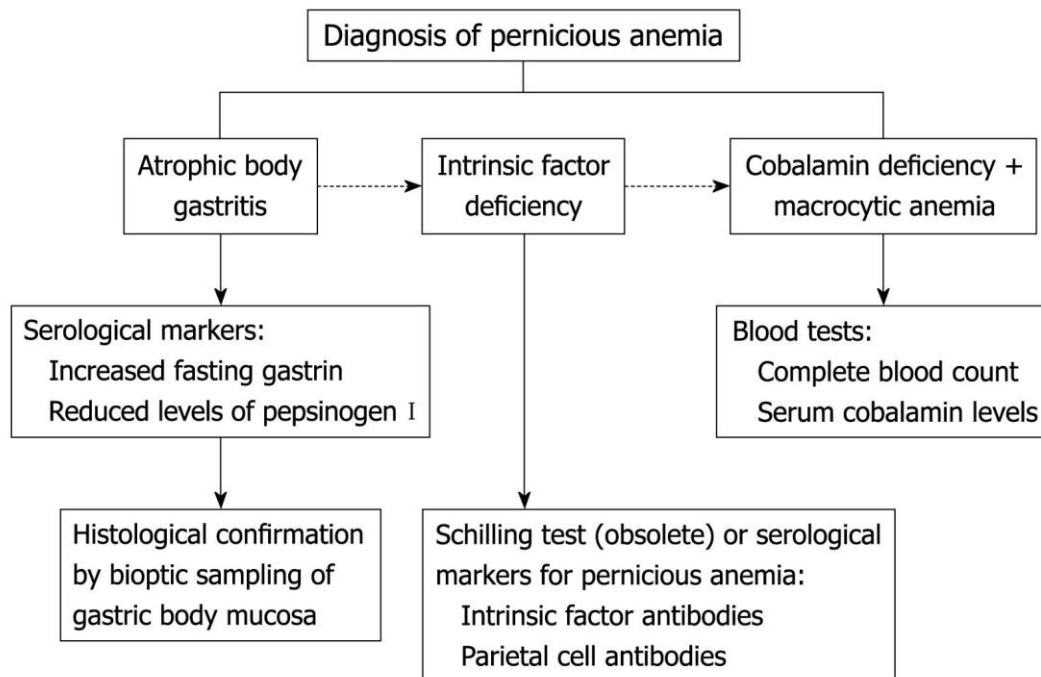 Diagnosis of pernicious anemia
Atrophic body
gastritis
Intrinsic factor
deficiency
Cobalamin deficiency +
macrocytic anemia
Serological markers:
Increased fasting gastrin
Reduced levels of pepsinogen I
Blood tests:
Complete blood count
Serum cobalamin levels
Histological confirmation
by bioptic sampling of
gastric body mucosa
Schilling test (obsolete) or serological
markers for pernicious anemia:
Intrinsic factor antibodies
Parietal cell antibodies